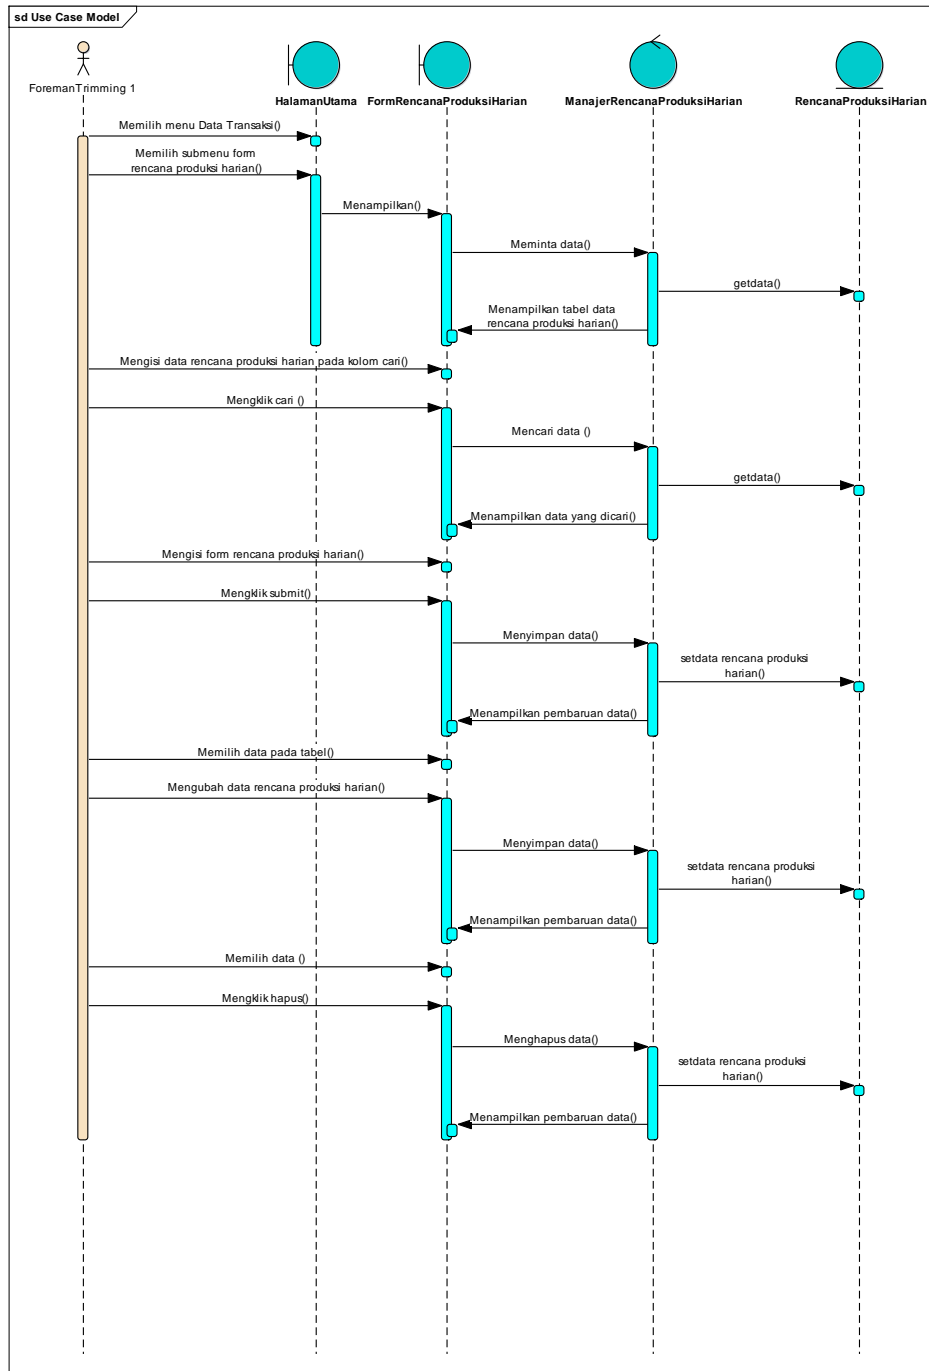 sd Use Case Model
ForemanTrimming 1
HalamanUtama
FormRencanaProduksiHarian
ManajerRencanaProduksiHarian
RencanaProduksiHarian
Memilih menu Data Transaksi()
Memilih submenu form
rencana produksi harian()
Menampilkan()
Meminta data()
getdata()
Menampilkan tabel data
rencana produksi harian()
Mengisi data rencana produksi harian pada kolom cari()
Mengklik cari ()
Mencari data ()
getdata()
Menampilkan data yang dicari()
Mengisi form rencana produksi harian()
Mengklik submit()
Menyimpan data()
setdata rencana produksi
harian()
Menampilkan pembaruan data()
Memilih data pada tabel()
Mengubah data rencana produksi harian()
Menyimpan data()
setdata rencana produksi
harian()
Menampilkan pembaruan data()
Memilih data ()
Mengklik hapus()
Menghapus data()
setdata rencana produksi
harian()
Menampilkan pembaruan data()